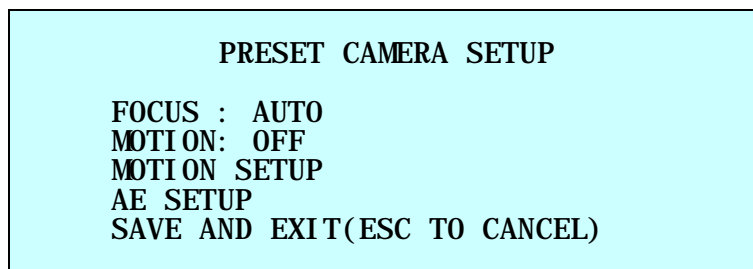 PRESET CAMERA SETUP
FOCUS : AUTO
MOTION: OFF
MOTION SETUP
AE SETUP
SAVE AND EXIT(ESC TO CANCEL)